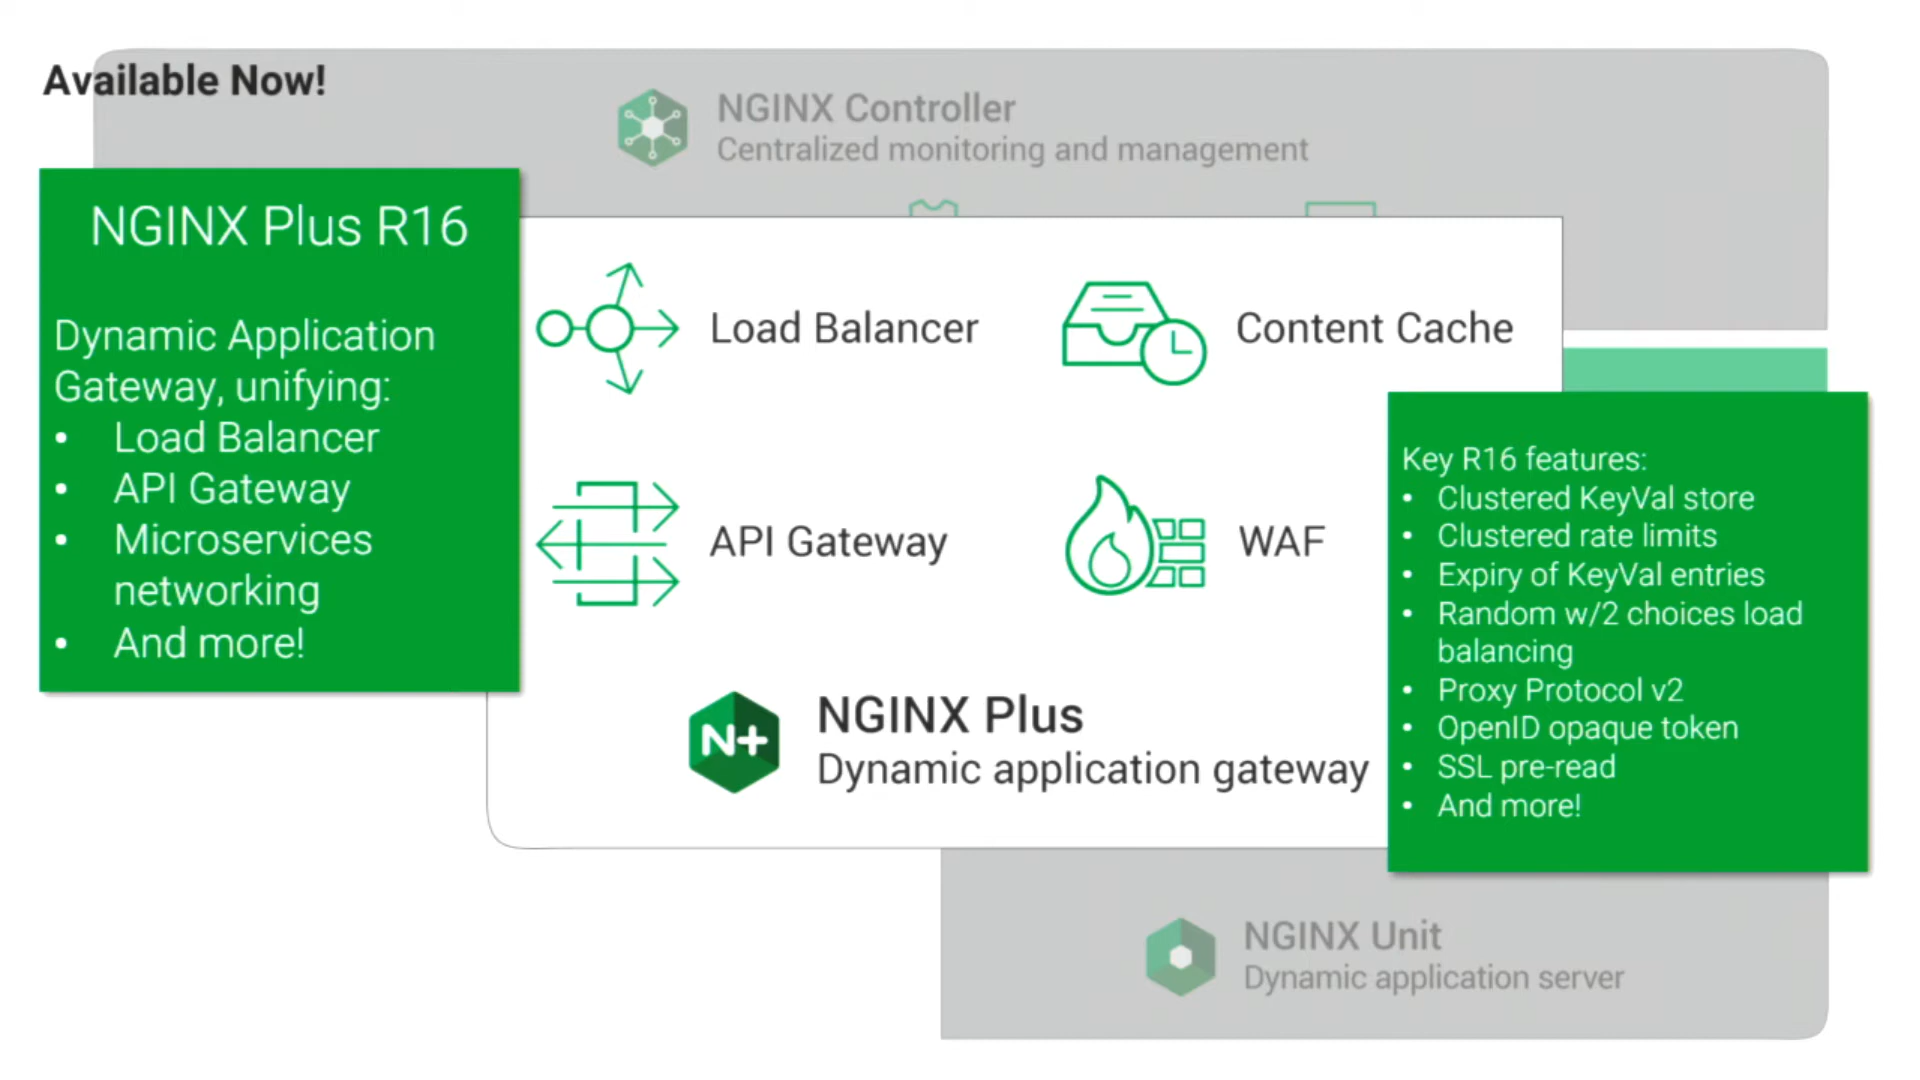 Available Now!
NGINX Controller
Centralized monitoring and management
NGINX Plus R16
Dynamic Application
Gateway, unifying:
• Load Balancer
• API Gateway
• Microservices
networking
• And more!
Load Balancer
Content Cache
API Gateway
WAF
N+
NGINX Plus
Dynamic application gateway
Key R16 features:
• Clustered KeyVal store
• Clustered rate limits
• Expiry of KeyVal entries
• Random w/2 choices load
balancing
• Proxy Protocol v2
• OpenID opaque token
• SSL pre-read
• And more!
NGINX Unit
Dynamic application server